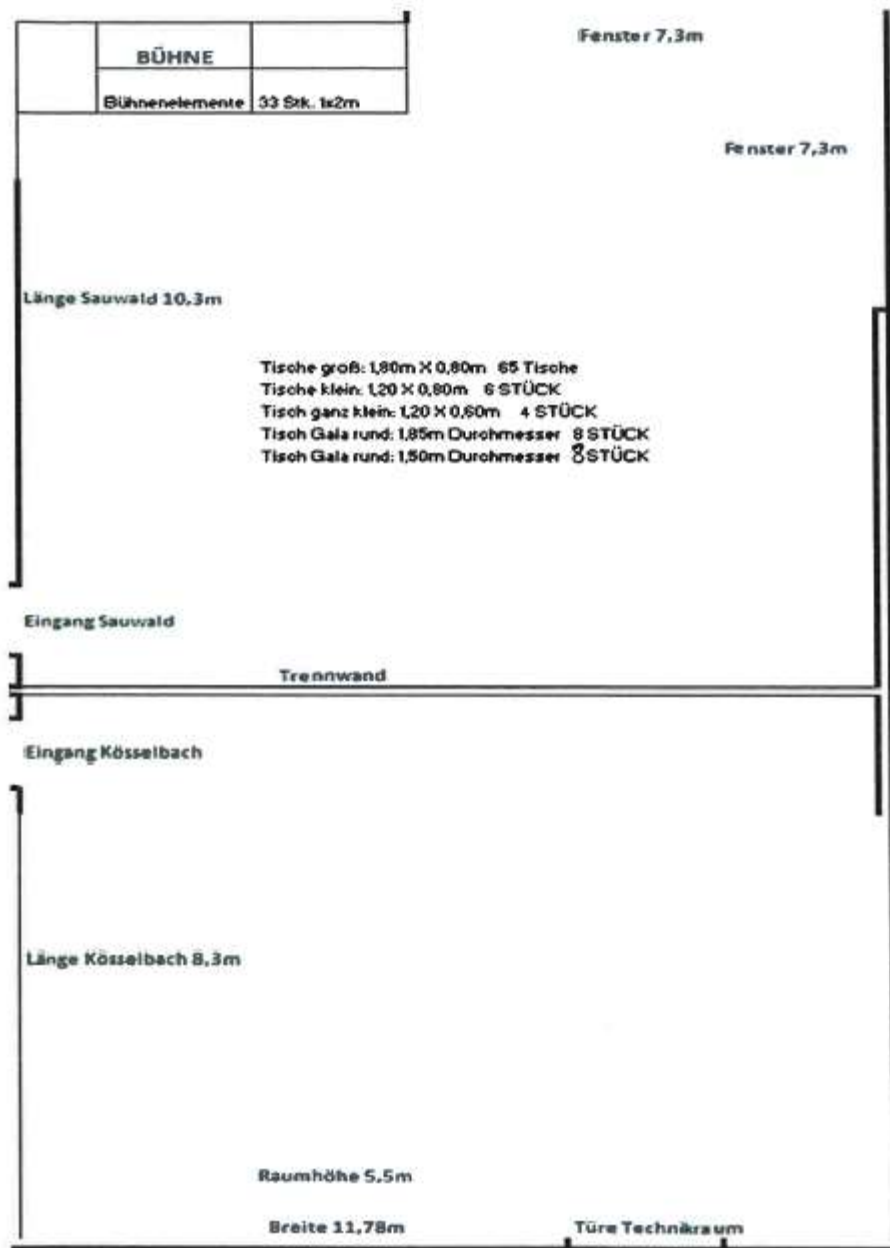 Fenster 7,3m
BÜHNE
Bühnenelemente 33 Stk. 1x2m
Fenster 7,3m
Länge Sauwald 10,3m
Tische groß: 1,80m X 0,80m 65 Tische
Tische klein: 1,20 X 0,80m 6 STÜCK
Tisch ganz klein: 1,20 X 0,60m 4 STÜCK
Tisch Gala rund: 1,85m Durchmesser 8 STÜCK
Tisch Gala rund: 1,50m Durchmesser 8 STÜCK
Eingang Sauwald
Trennwand
Eingang Kösselbach
Länge Kösselbach 8,3m
Raumhöhe 5,5m
Breite 11,78m
Türe Technikraum